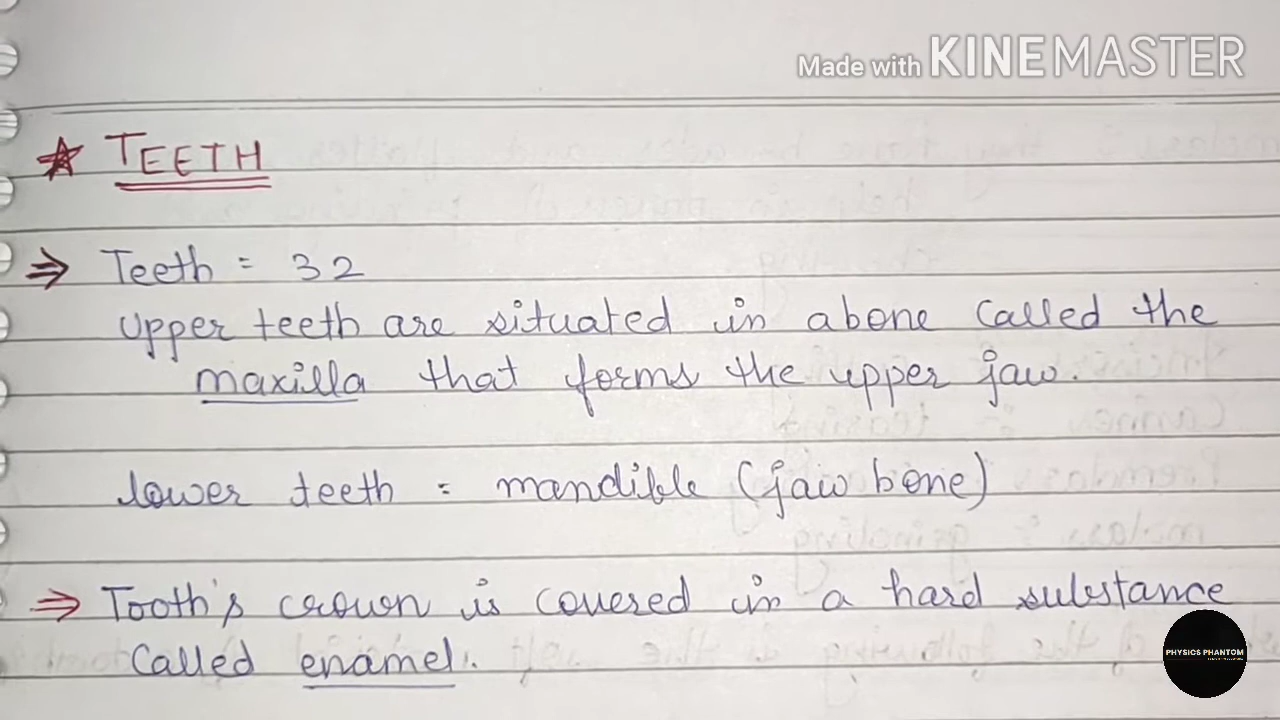 Made with KINEMASTER
★ TEETH
⇒ Teeth = 32
Upper teeth are situated in a bone called the
maxilla that forms the upper jaw.
lower teeth = mandible (jaw bone)
⇒ Tooth's crown is covered in a hard substance
called enamel.
PHYSICS PHANTOM